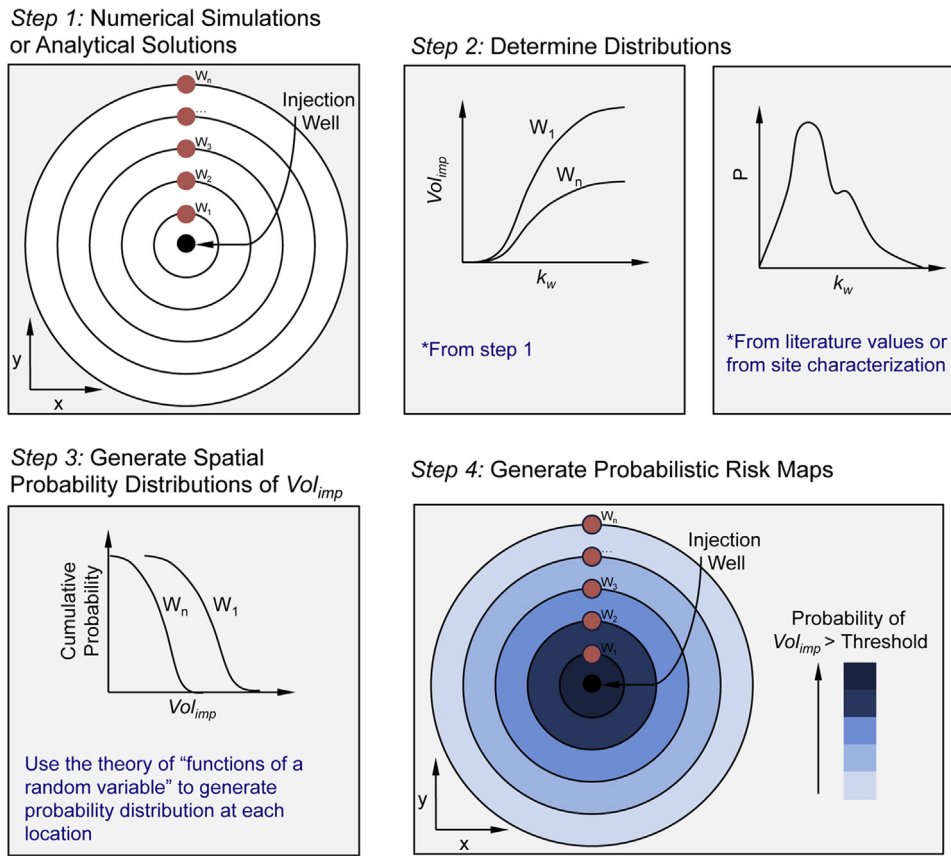 Step 1: Numerical Simulations
or Analytical Solutions
Wn
...
W3
W2
W1
Injection
Well
y
x
Step 2: Determine Distributions
Volimp
W1
Wn
kw
*From step 1
P
kw
*From literature values or
from site characterization
Step 3: Generate Spatial
Probability Distributions of Volimp
Cumulative
Probability
Wn
W1
Volimp
Use the theory of “functions of a
random variable” to generate
probability distribution at each
location
Step 4: Generate Probabilistic Risk Maps
Wn
...
W3
W2
W1
Injection
Well
y
x
Probability of
Volimp > Threshold